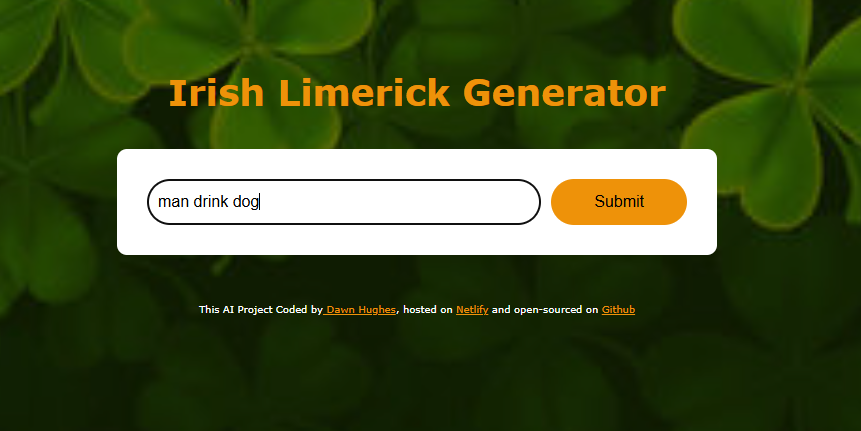 Irish Limerick Generator
man drink dog
Submit
This AI Project Coded by Dawn Hughes, hosted on Netlify and open-sourced on Github